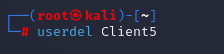 ┌──(root㉿kali)-[~]
└─# userdel Client5